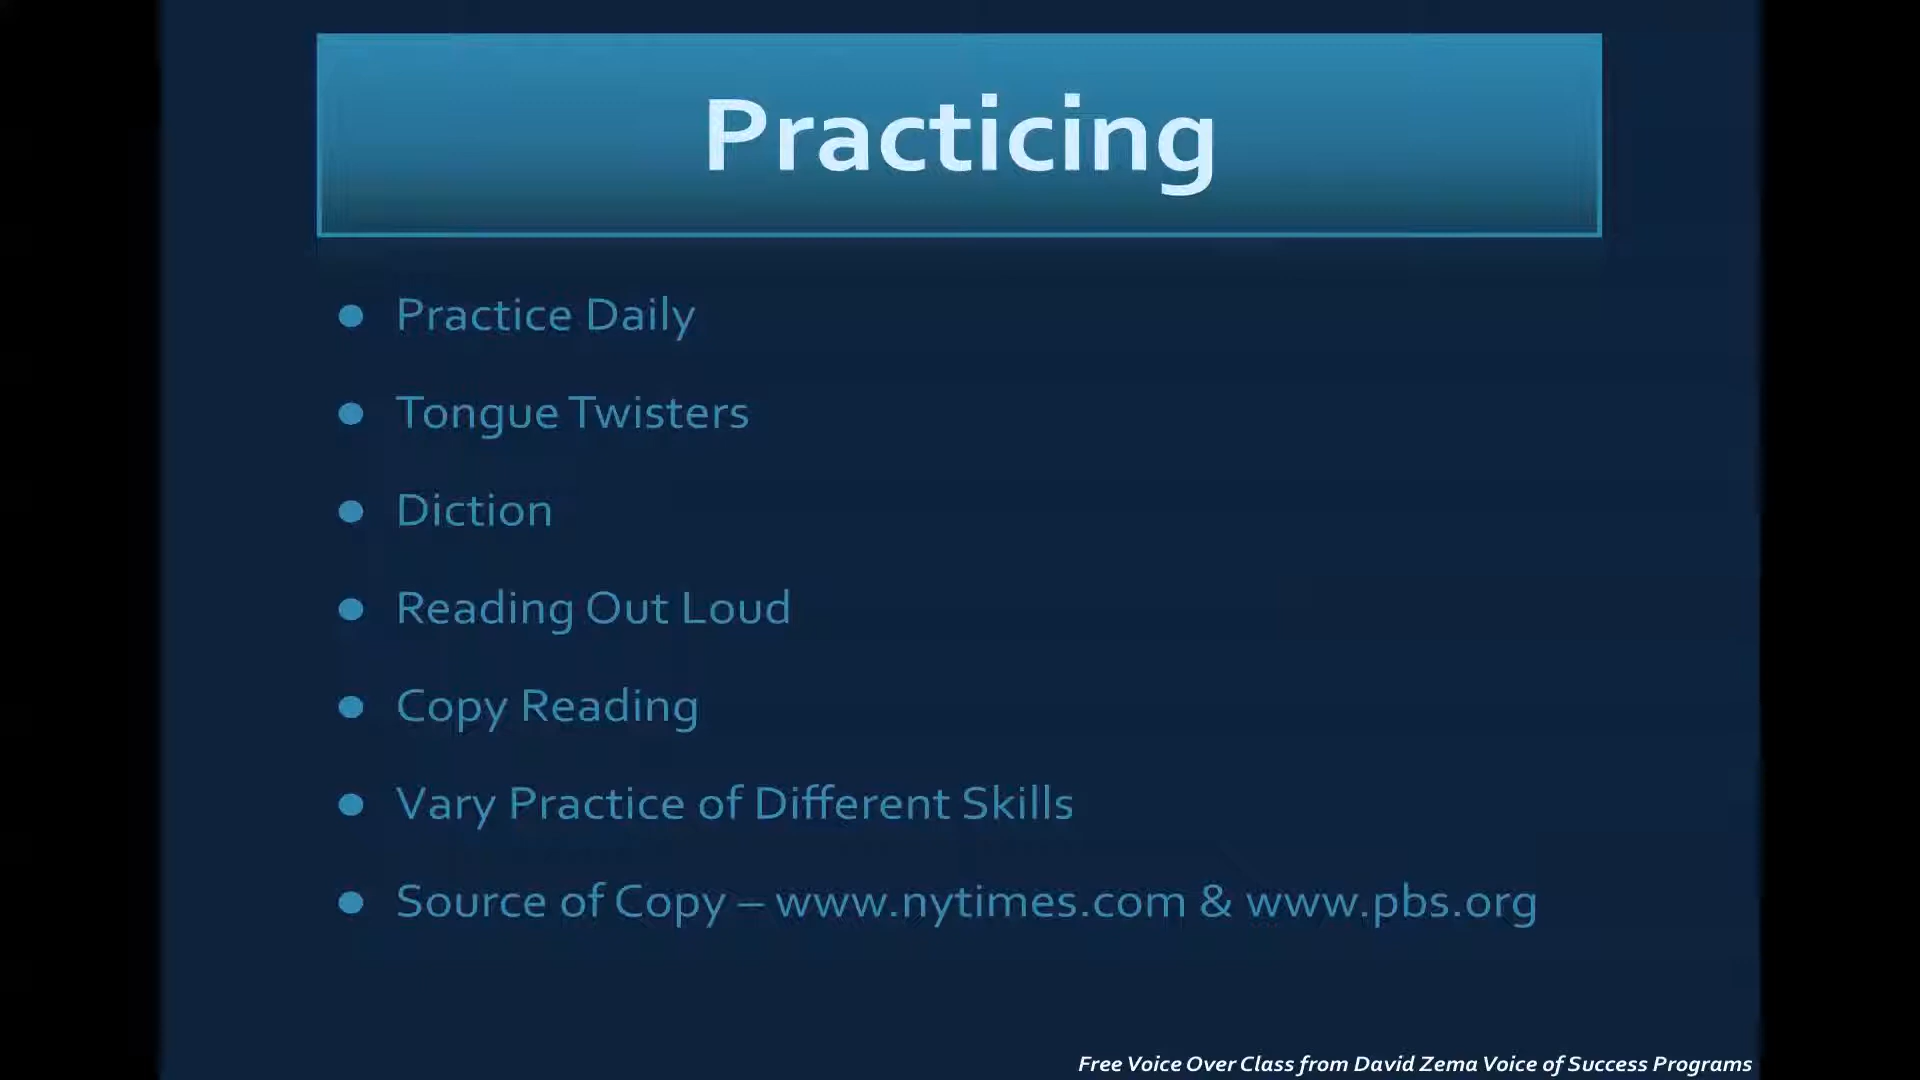 Practicing
Practice Daily
Tongue Twisters
Diction
Reading Out Loud
Copy Reading
Vary Practice of Different Skills
Source of Copy – www.nytimes.com & www.pbs.org
Free Voice Over Class from David Zema Voice of Success Programs